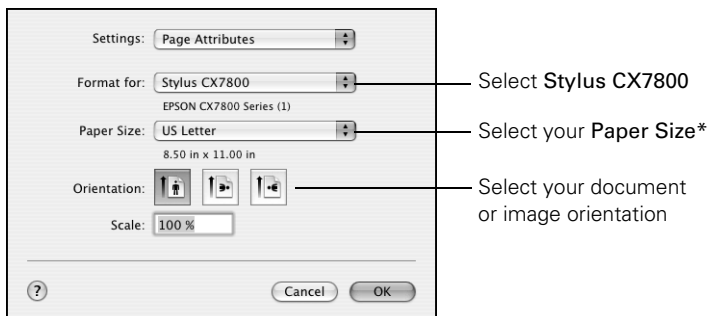 Settings: Page Attributes
Format for: Stylus CX7800
EPSON CX7800 Series (1)
Paper Size: US Letter
8.50 in x 11.00 in
Orientation:
Scale: 100 %
?
Cancel OK
Select Stylus CX7800
Select your Paper Size*
Select your document
or image orientation